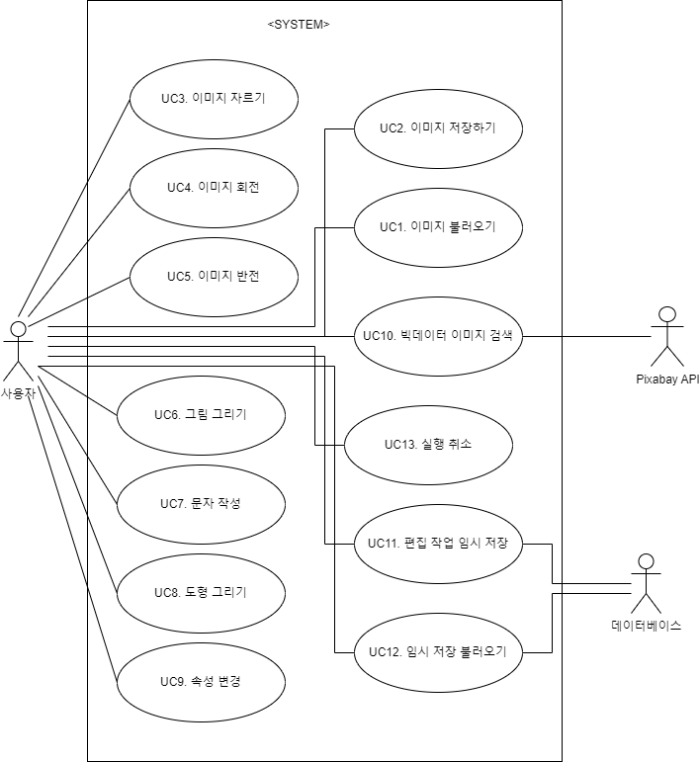 <SYSTEM>
UC3. 이미지 자르기
UC2. 이미지 저장하기
UC4. 이미지 회전
UC1. 이미지 불러오기
UC5. 이미지 반전
UC10. 빅데이터 이미지 검색
Pixabay API
사용자
UC6. 그림 그리기
UC13. 실행 취소
UC7. 문자 작성
UC11. 편집 작업 임시 저장
UC8. 도형 그리기
데이터베이스
UC12. 임시 저장 불러오기
UC9. 속성 변경